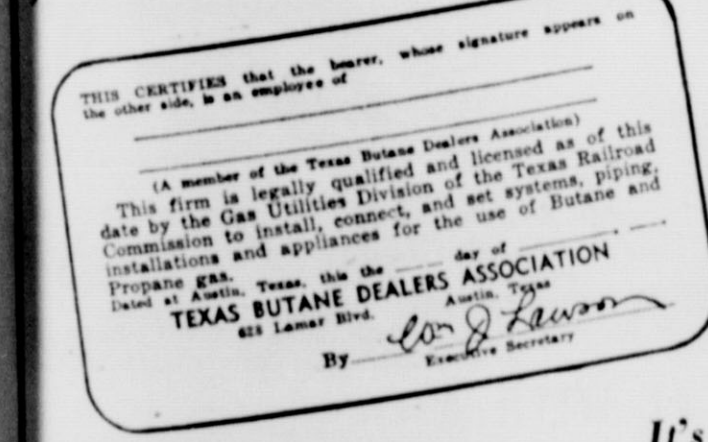 THIS CERTIFIES that the bearer, whose signature appears on
the other side, is an employee of
(A member of the Texas Butane Dealers Association)
This firm is legally qualified and licensed as of this
date by the Gas Utilities Division of the Texas Railroad
Commission to install, connect, and set systems, piping,
installations and appliances for the use of Butane and
Propane gas.
Dated at Austin, Texas, this the day of
TEXAS BUTANE DEALERS ASSOCIATION
628 Lamar Blvd. Austin, Texas
By J Lawson
Executive Secretary
It's